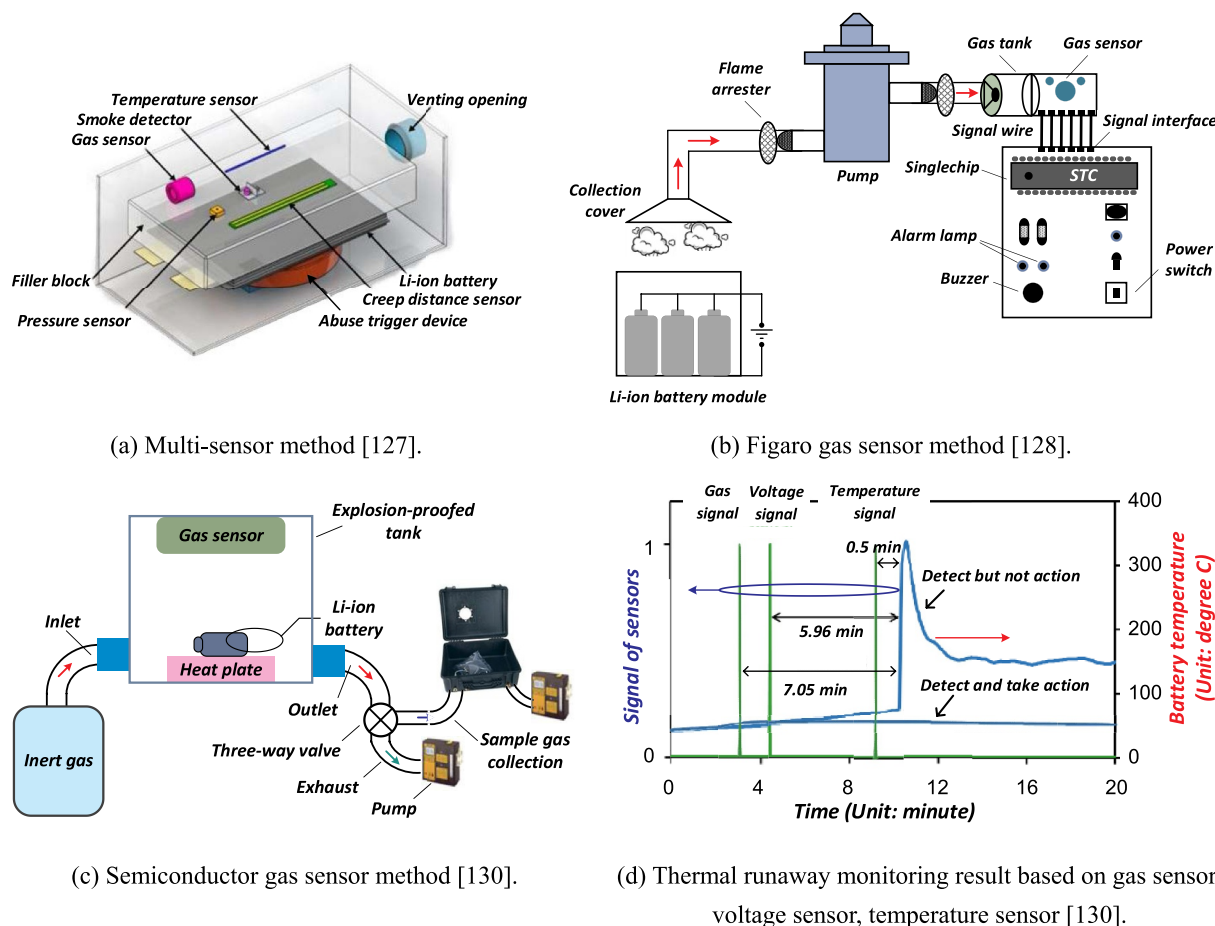 Temperature sensor
Smoke detector
Gas sensor
Venting opening
Filler block
Pressure sensor
Li-ion battery
Creep distance sensor
Abuse trigger device
(a) Multi-sensor method [127].
Flame
arrester
Gas tank
Gas sensor
Signal wire
Signal interface
Pump
Singlechip
STC
Collection
cover
Alarm lamp
Buzzer
Power
switch
Li-ion battery module
(b) Figaro gas sensor method [128].
Explosion-proofed
tank
Gas sensor
Inlet
Li-ion
battery
Heat plate
Outlet
Three-way valve
Sample gas
collection
Inert gas
Exhaust
Pump
(c) Semiconductor gas sensor method [130].
Gas
signal
Voltage
signal
Temperature
signal
0.5 min
Detect but not action
5.96 min
7.05 min
Detect and take action
Signal of sensors
1
0
400
300
200
100
0
Battery temperature
(Unit: degree C)
0 4 8 12 16 20
Time (Unit: minute)
(d) Thermal runaway monitoring result based on gas sensor
voltage sensor, temperature sensor [130].